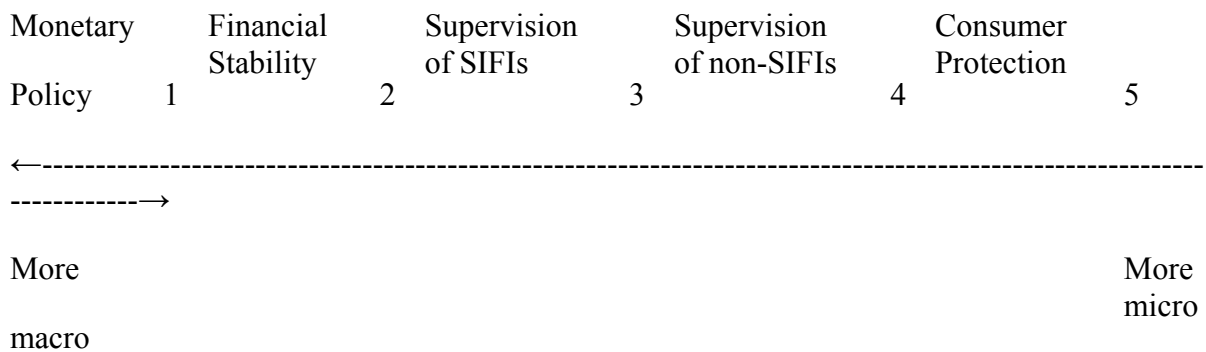 Monetary Financial Supervision Supervision Consumer
Stability of SIFIs of non-SIFIs Protection
Policy 1 2 3 4 5
←------------------------------------------------------------------------------------------------------------
------------→
More More
micro
macro